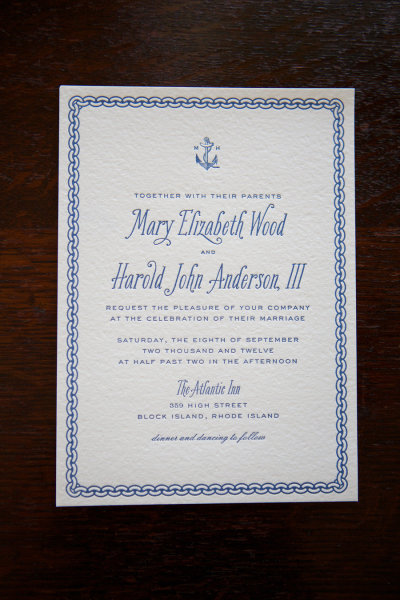 M H
TOGETHER WITH THEIR PARENTS
Mary Elizabeth Wood
AND
Harold John Anderson, III
REQUEST THE PLEASURE OF YOUR COMPANY
AT THE CELEBRATION OF THEIR MARRIAGE
SATURDAY, THE EIGHTH OF SEPTEMBER
TWO THOUSAND AND TWELVE
AT HALF PAST TWO IN THE AFTERNOON
The Atlantic Inn
359 HIGH STREET
BLOCK ISLAND, RHODE ISLAND
dinner and dancing to follow